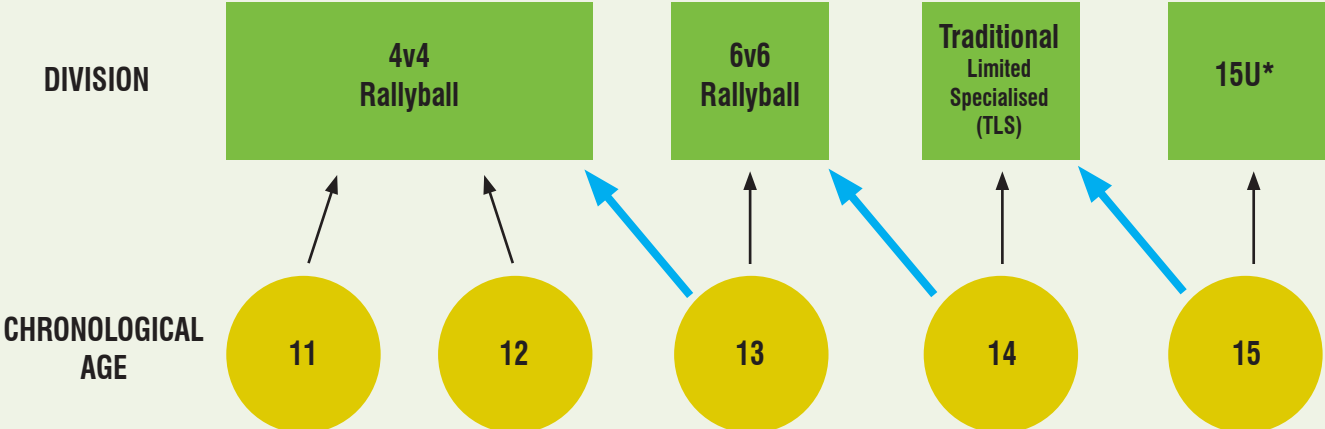 DIVISION
4v4
Rallyball
6v6
Rallyball
Traditional
Limited
Specialised
(TLS)
15U*
CHRONOLOGICAL
AGE
11
12
13
14
15